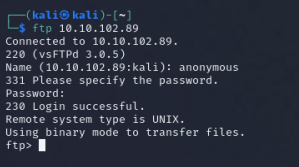 ┌──(kali㉿kali)-[~]
└─$ ftp 10.10.102.89
Connected to 10.10.102.89.
220 (vsFTPd 3.0.5)
Name (10.10.102.89:kali): anonymous
331 Please specify the password.
Password:
230 Login successful.
Remote system type is UNIX.
Using binary mode to transfer files.
ftp>